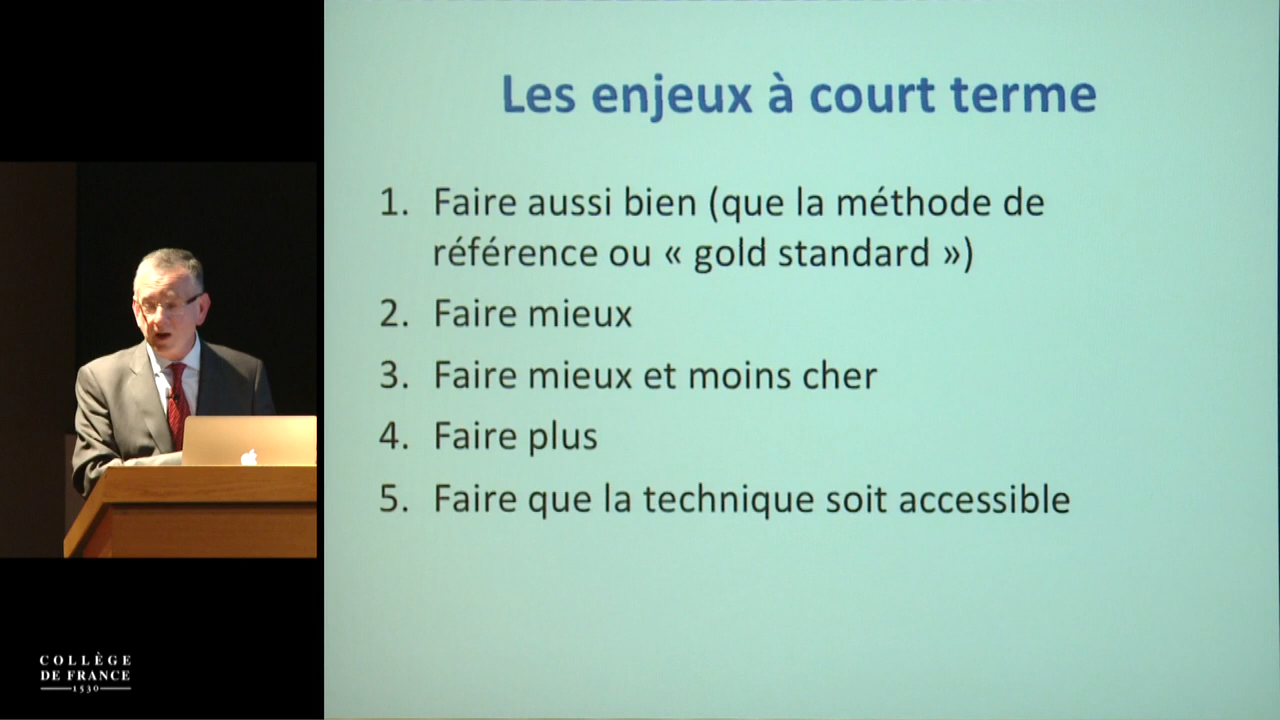 Les enjeux à court terme
1. Faire aussi bien (que la méthode de
référence ou « gold standard »)
2. Faire mieux
3. Faire mieux et moins cher
4. Faire plus
5. Faire que la technique soit accessible
COLLÈGE
DE FRANCE
1530